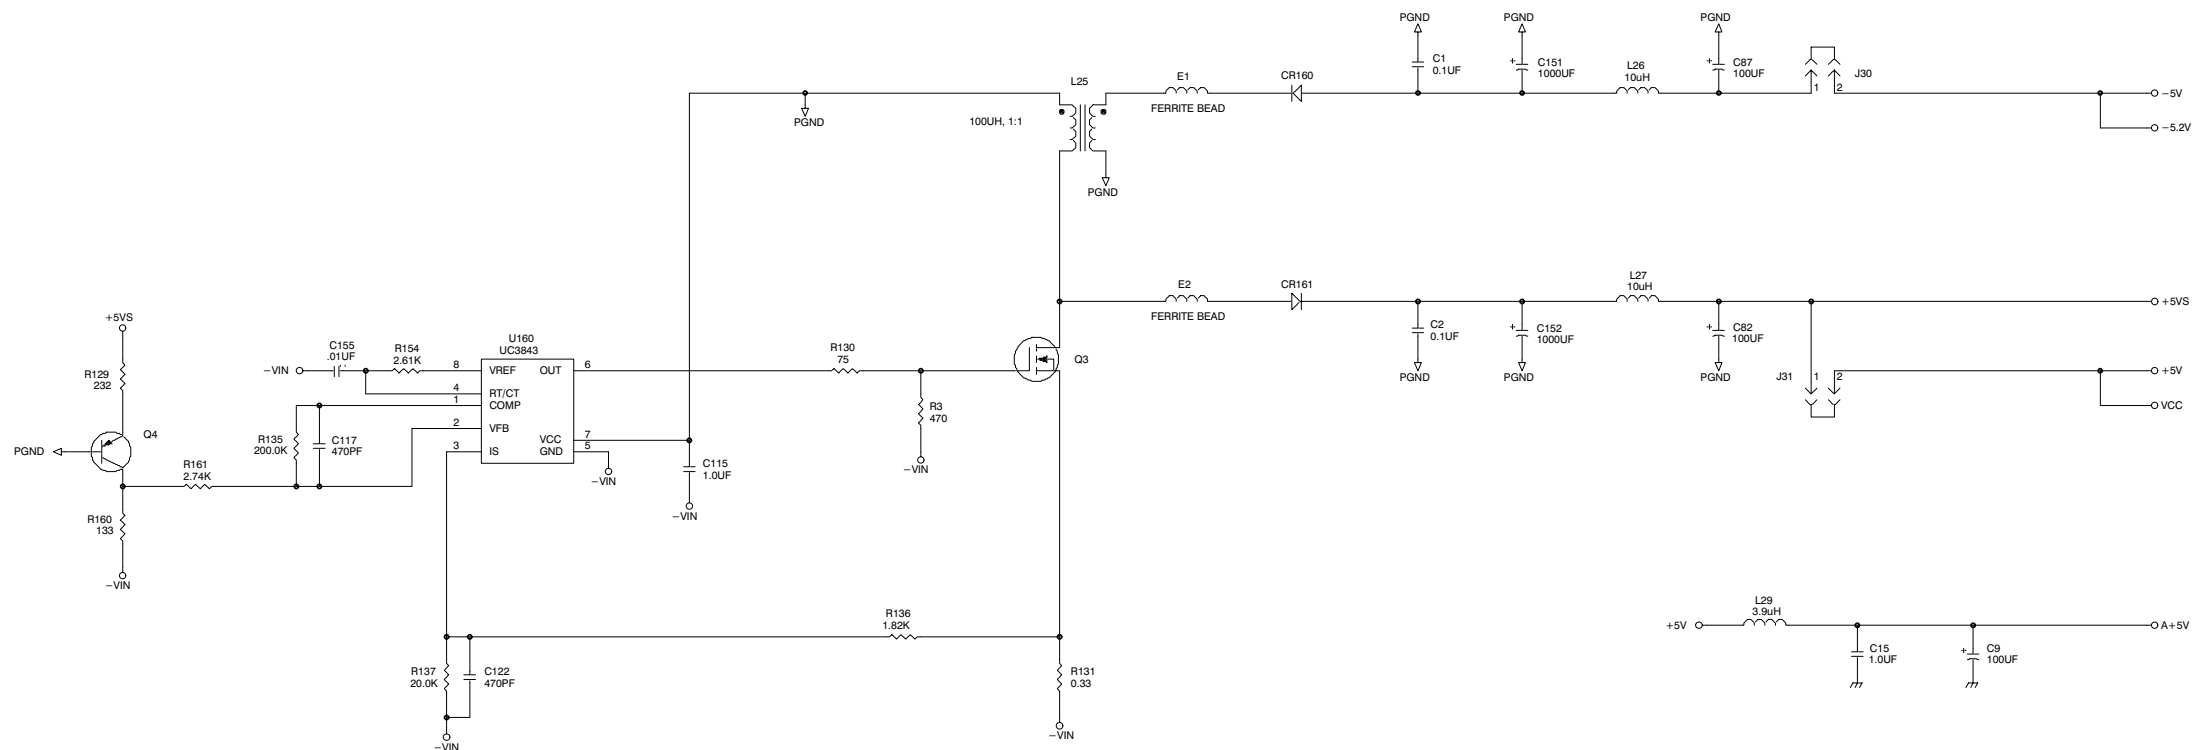 PGND
PGND
PGND
C1
0.1UF
C151
1000UF
+
L26
10uH
C87
100UF
+
J30
1
2
−5V
−5.2V
L25
100UH, 1:1
E1
FERRITE BEAD
CR160
PGND
PGND
E2
FERRITE BEAD
CR161
L27
10uH
+5VS
C2
0.1UF
+
C152
1000UF
+
C82
100UF
PGND
PGND
PGND
J31
1
2
+5V
VCC
+5VS
R129
232
Q4
PGND
R160
133
−VIN
R161
2.74K
C155
.01UF
−VIN
R154
2.61K
R135
200.0K
C117
470PF
U160
UC3843
8
VREF
OUT
6
4
RT/CT
1
COMP
2
VFB
VCC
7
3
IS
GND
5
−VIN
C115
1.0UF
−VIN
R130
75
R3
470
−VIN
Q3
R136
1.82K
R137
20.0K
C122
470PF
−VIN
R131
0.33
−VIN
+5V
L29
3.9uH
C15
1.0UF
+
C9
100UF
A+5V